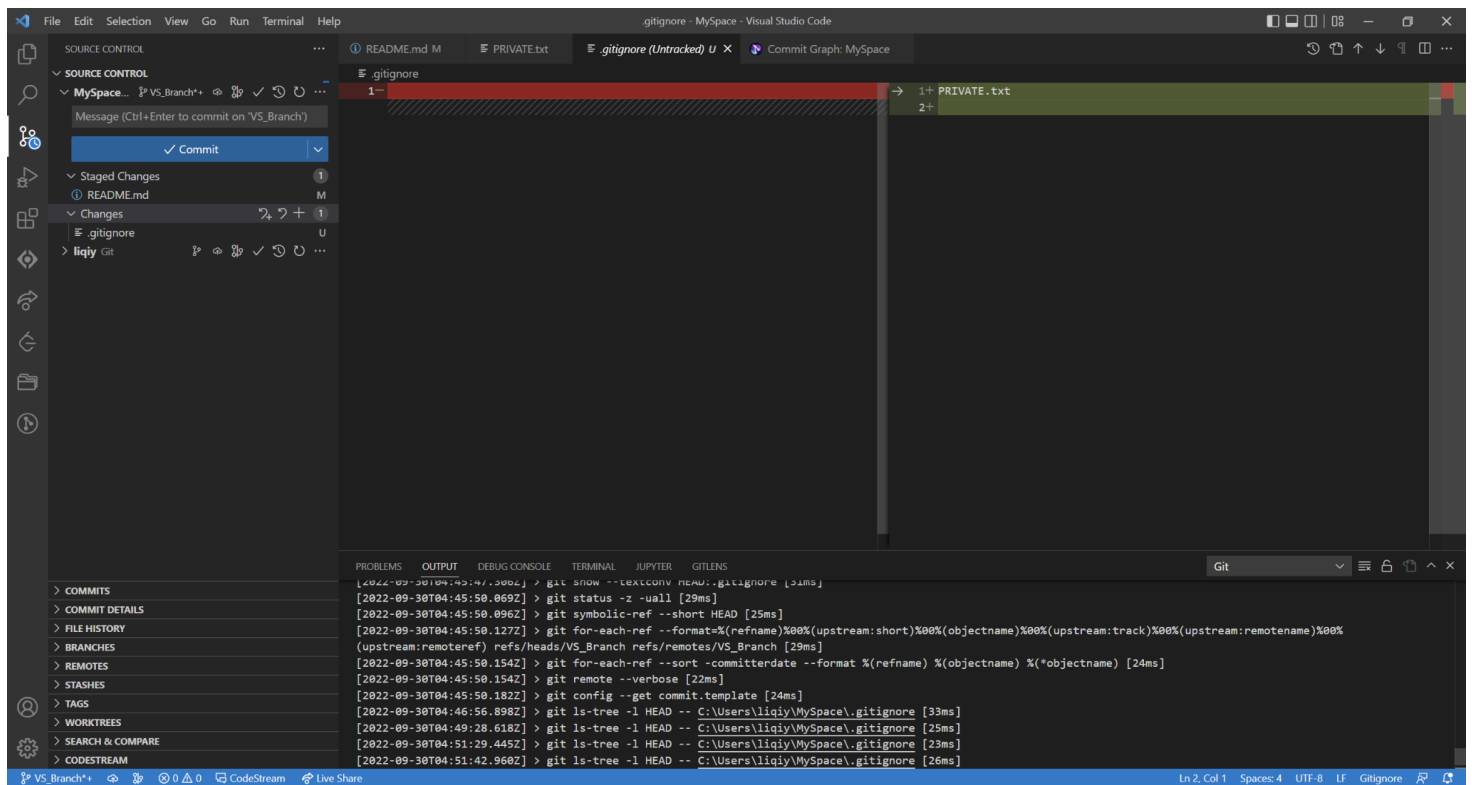 File Edit Selection View Go Run Terminal Help
.gitignore - MySpace - Visual Studio Code
SOURCE CONTROL
README.md M
PRIVATE.txt
.gitignore (Untracked) U
Commit Graph: MySpace
SOURCE CONTROL
.gitignore
MySpace... VS_Branch*+
1
1+ PRIVATE.txt
2+
Message (Ctrl+Enter to commit on 'VS_Branch')
Commit
Staged Changes 1
README.md M
Changes 1
.gitignore U
liqiy Git
PROBLEMS OUTPUT DEBUG CONSOLE TERMINAL JUPYTER GITLENS
Git
[2022-09-30T04:45:47.306Z] > git show --textconv HEAD:.gitignore [31ms]
[2022-09-30T04:45:50.069Z] > git status -z -uall [29ms]
[2022-09-30T04:45:50.096Z] > git symbolic-ref --short HEAD [25ms]
[2022-09-30T04:45:50.127Z] > git for-each-ref --format=%(refname)%00%(upstream:short)%00%(objectname)%00%(upstream:track)%00%(upstream:remotename)%00%
(upstream:remoteref) refs/heads/VS_Branch refs/remotes/VS_Branch [29ms]
[2022-09-30T04:45:50.154Z] > git for-each-ref --sort -committerdate --format %(refname) %(objectname) %(*objectname) [24ms]
[2022-09-30T04:45:50.154Z] > git remote --verbose [22ms]
[2022-09-30T04:45:50.182Z] > git config --get commit.template [24ms]
[2022-09-30T04:46:56.898Z] > git ls-tree -l HEAD -- C:\Users\liqiy\MySpace\.gitignore [33ms]
[2022-09-30T04:49:28.618Z] > git ls-tree -l HEAD -- C:\Users\liqiy\MySpace\.gitignore [25ms]
[2022-09-30T04:51:29.445Z] > git ls-tree -l HEAD -- C:\Users\liqiy\MySpace\.gitignore [23ms]
[2022-09-30T04:51:42.960Z] > git ls-tree -l HEAD -- C:\Users\liqiy\MySpace\.gitignore [26ms]
COMMITS
COMMIT DETAILS
FILE HISTORY
BRANCHES
REMOTES
STASHES
TAGS
WORKTREES
SEARCH & COMPARE
CODESTREAM
VS_Branch*+ 0 0 CodeStream Live Share
Ln 2, Col 1 Spaces: 4 UTF-8 LF Gitignore